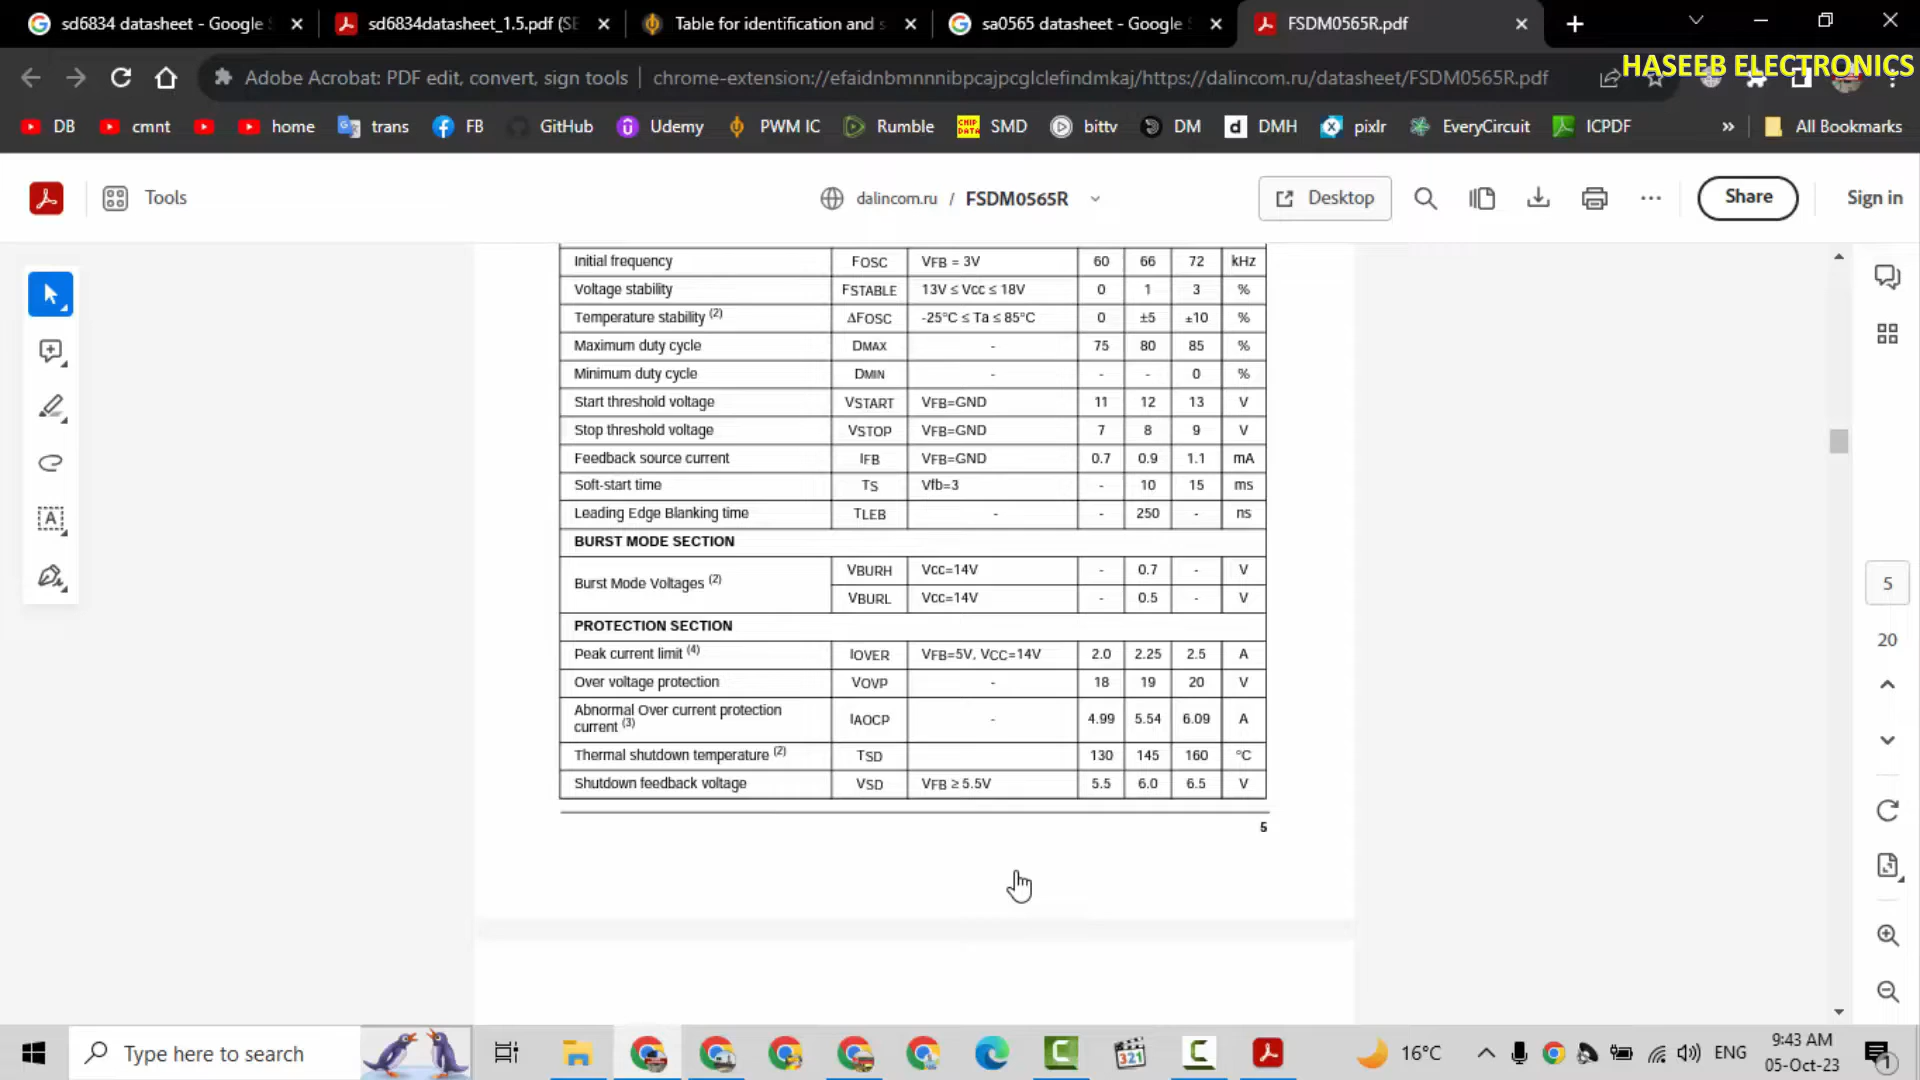 sd6834 datasheet - Google
sd6834datasheet_1.5.pdf (SE
Table for identification and s
sa0565 datasheet - Google S
FSDM0565R.pdf
HASEEB ELECTRONICS
Adobe Acrobat: PDF edit, convert, sign tools
chrome-extension://efaidnbmnnnibpcajpcglclefindmkaj/https://dalincom.ru/datasheet/FSDM0565R.pdf
DB
cmnt
home
trans
FB
GitHub
Udemy
PWM IC
Rumble
CHIP DATA
SMD
bittv
DM
DMH
pixlr
EveryCircuit
ICPDF
»
All Bookmarks
Tools
dalincom.ru / FSDM0565R
Desktop
Share
Sign in
Initial frequency FOSC VFB = 3V 60 66 72 kHz
Voltage stability FSTABLE 13V ≤ Vcc ≤ 18V 0 1 3 %
Temperature stability (2) ΔFOSC -25°C ≤ Ta ≤ 85°C 0 ±5 ±10 %
Maximum duty cycle DMAX - 75 80 85 %
Minimum duty cycle DMIN - - - 0 %
Start threshold voltage VSTART VFB=GND 11 12 13 V
Stop threshold voltage VSTOP VFB=GND 7 8 9 V
Feedback source current IFB VFB=GND 0.7 0.9 1.1 mA
Soft-start time TS Vfb=3 - 10 15 ms
Leading Edge Blanking time TLEB - - 250 - ns
BURST MODE SECTION
Burst Mode Voltages (2) VBURH Vcc=14V - 0.7 - V
VBURL Vcc=14V - 0.5 - V
PROTECTION SECTION
Peak current limit (4) IOVER VFB=5V, VCC=14V 2.0 2.25 2.5 A
Over voltage protection VOVP - 18 19 20 V
Abnormal Over current protection
current (3) IAOCP - 4.99 5.54 6.09 A
Thermal shutdown temperature (2) TSD 130 145 160 °C
Shutdown feedback voltage VSD VFB ≥ 5.5V 5.5 6.0 6.5 V
5
5
20
Type here to search
321
16°C
ENG
9:43 AM
05-Oct-23
1